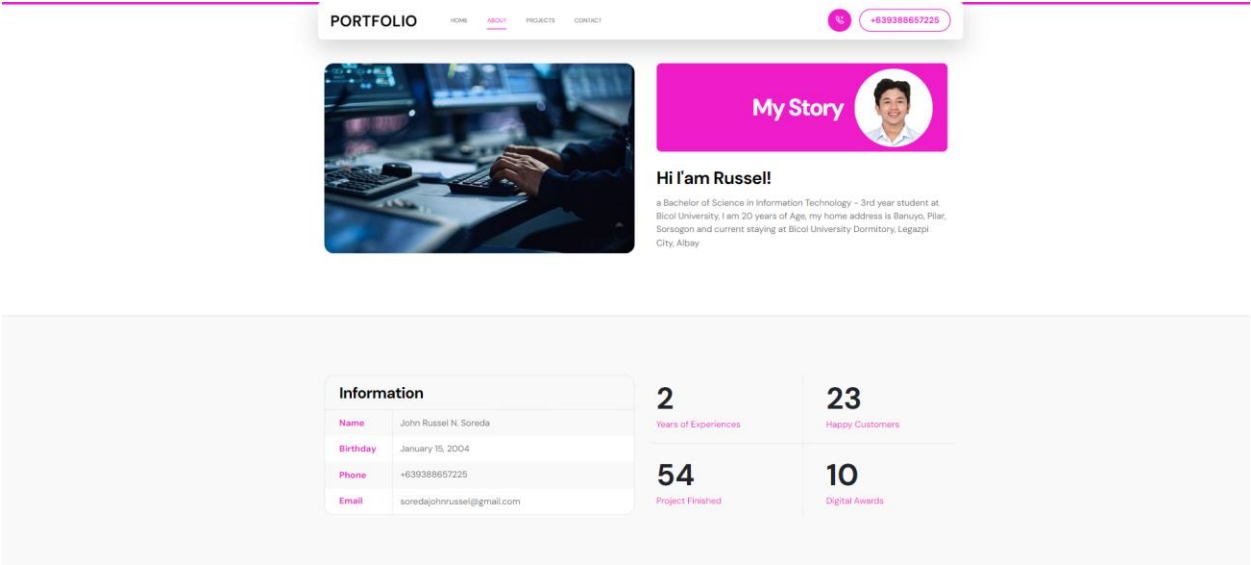 PORTFOLIO
HOME ABOUT PROJECTS CONTACT
+639388657225
My Story
Hi I'am Russel!
a Bachelor of Science in Information Technology - 3rd year student at
Bicol University, I am 20 years of Age, my home address is Banuyo, Pilar,
Sorsogon and current staying at Bicol University Dormitory, Legazpi
City, Albay
Information
Name John Russel N. Soreda
Birthday January 15, 2004
Phone +639388657225
Email soredajohnrussel@gmail.com
2
Years of Experiences
23
Happy Customers
54
Project Finished
10
Digital Awards